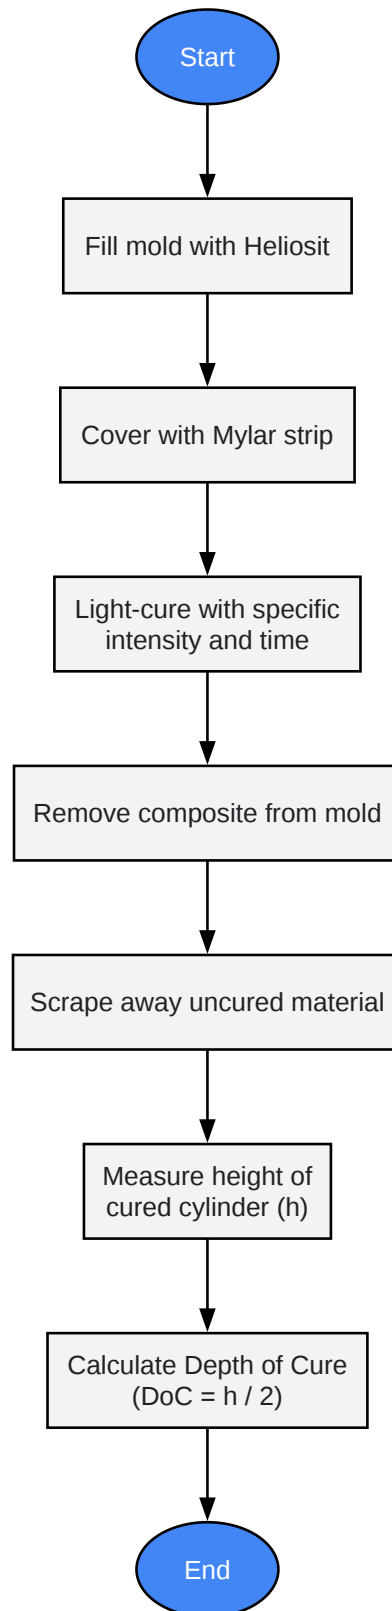 Start
Fill mold with Heliosit
Cover with Mylar strip
Light-cure with specific
intensity and time
Remove composite from mold
Scrape away uncured material
Measure height of
cured cylinder (h)
Calculate Depth of Cure
(DoC = h / 2)
End